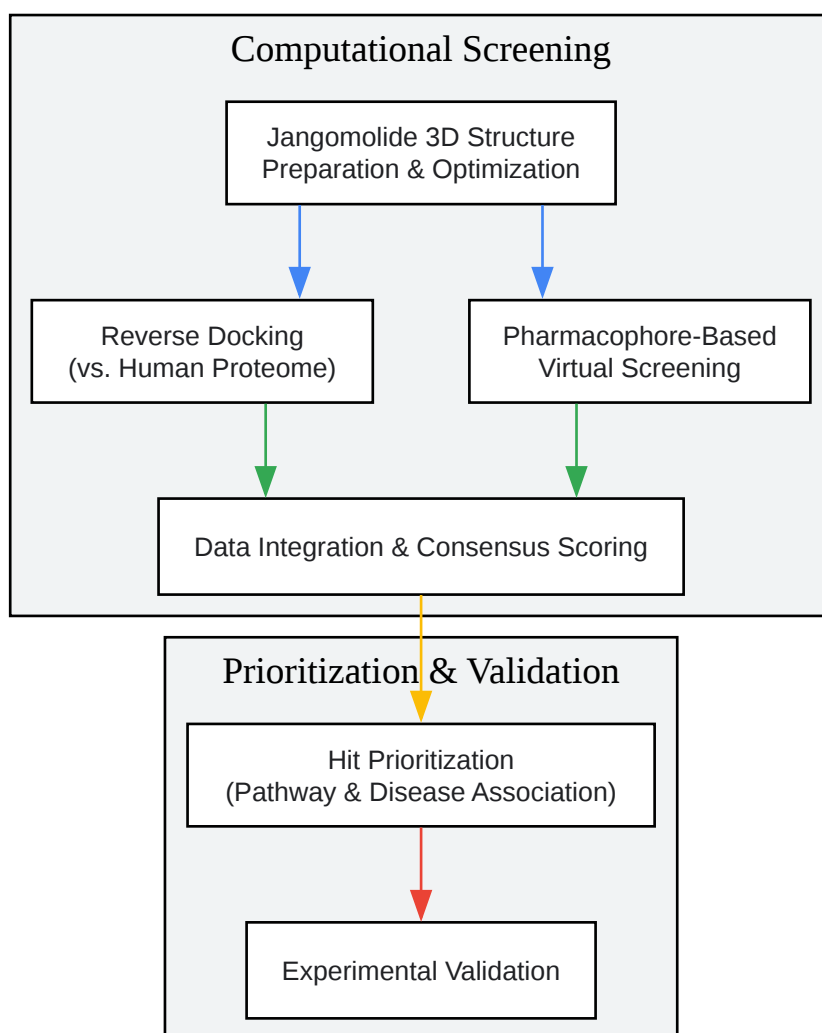 Computational Screening
Jangomolide 3D Structure
Preparation & Optimization
Reverse Docking
(vs. Human Proteome)
Pharmacophore-Based
Virtual Screening
Data Integration & Consensus Scoring
Prioritization & Validation
Hit Prioritization
(Pathway & Disease Association)
Experimental Validation